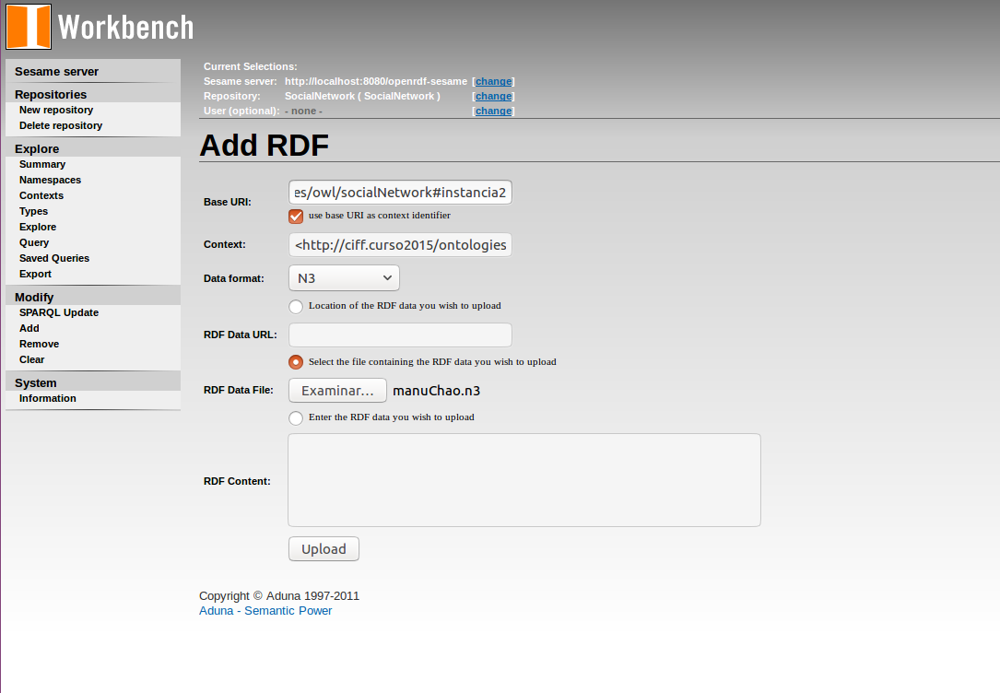 Workbench
Sesame server
Repositories
New repository
Delete repository
Explore
Summary
Namespaces
Contexts
Types
Explore
Query
Saved Queries
Export
Modify
SPARQL Update
Add
Remove
Clear
System
Information
Current Selections:
Sesame server: http://localhost:8080/openrdf-sesame [change]
Repository: SocialNetwork ( SocialNetwork ) [change]
User (optional): - none - [change]
Add RDF
Base URI: es/owl/socialNetwork#instancia2
use base URI as context identifier
Context: <http://ciff.curso2015/ontologies
Data format: N3
Location of the RDF data you wish to upload
RDF Data URL:
Select the file containing the RDF data you wish to upload
RDF Data File: Examinar... manuChao.n3
Enter the RDF data you wish to upload
RDF Content:
Upload
Copyright © Aduna 1997-2011
Aduna - Semantic Power